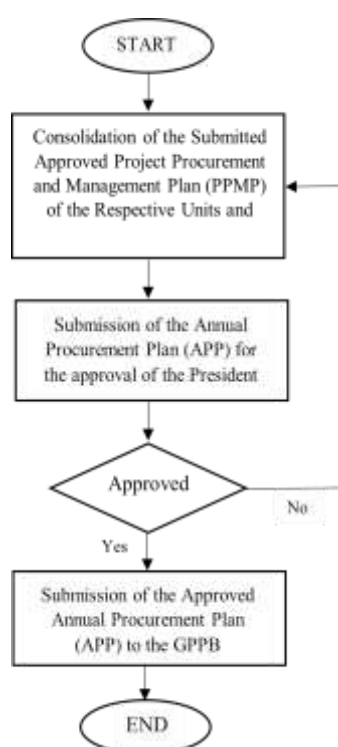 START
Consolidation of the Submitted
Approved Project Procurement
and Management Plan (PPMP)
of the Respective Units and
Submission of the Annual
Procurement Plan (APP) for
the approval of the President
Approved
No
Yes
Submission of the Approved
Annual Procurement Plan
(APP) to the GPPB
END